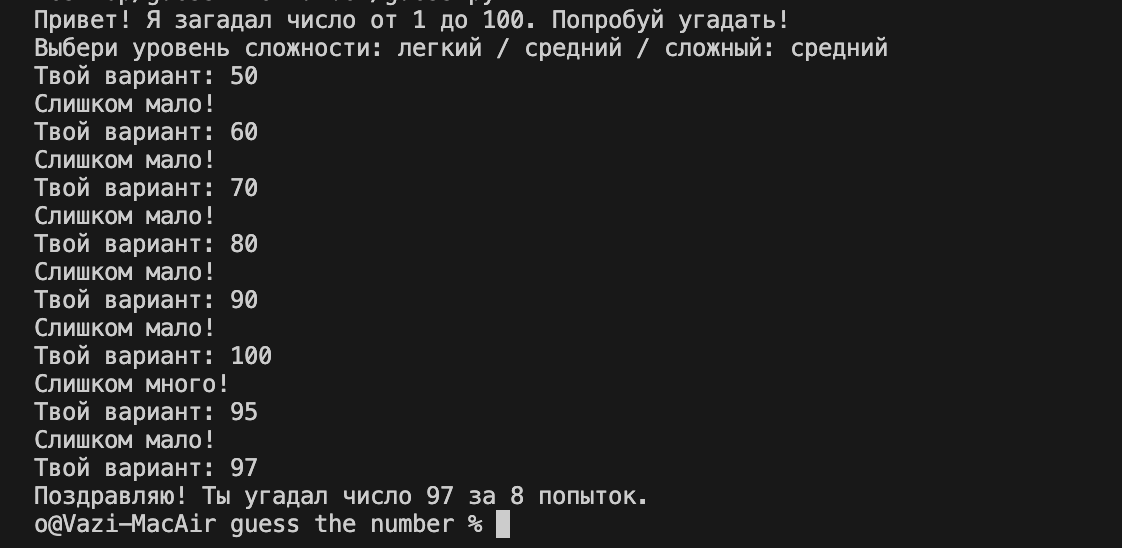 Привет! Я загадал число от 1 до 100. Попробуй угадать!
Выбери уровень сложности: легкий / средний / сложный: средний
Твой вариант: 50
Слишком мало!
Твой вариант: 60
Слишком мало!
Твой вариант: 70
Слишком мало!
Твой вариант: 80
Слишком мало!
Твой вариант: 90
Слишком мало!
Твой вариант: 100
Слишком много!
Твой вариант: 95
Слишком мало!
Твой вариант: 97
Поздравляю! Ты угадал число 97 за 8 попыток.
o@Vazi-MacAir guess the number %